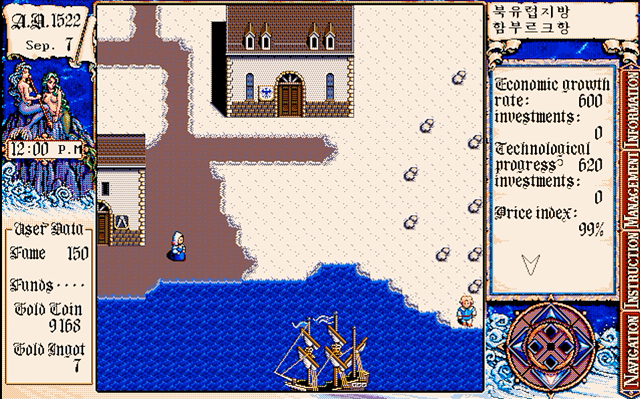 A.D.1522
Sep. 7
12:00 P.M
User Data
Fame 150
Funds····
Gold Coin
9168
Gold Ingot
7
북유럽지방
함부르크항
Economic growth
rate: 600
investments:
0
Technological
progress: 620
investments:
0
Price index:
99%
Navigation
Instruction
Management
Information